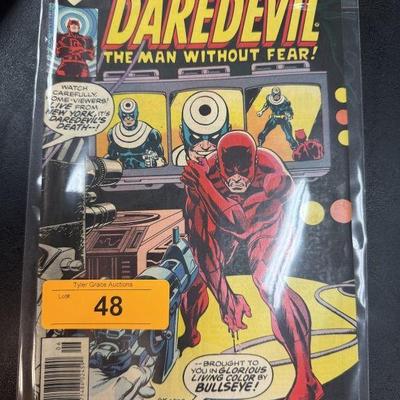 DAREDEVIL
THE MAN WITHOUT FEAR!
WATCH
CAREFULLY,
HOME-VIEWERS!
LIVE FROM
NEW YORK, IT'S
DAREDEVIL'S
DEATH--!
Tyler Grace Auctions
Lot#
48
--BROUGHT TO
YOU IN GLORIOUS
LIVING COLOR BY
BULLSEYE!